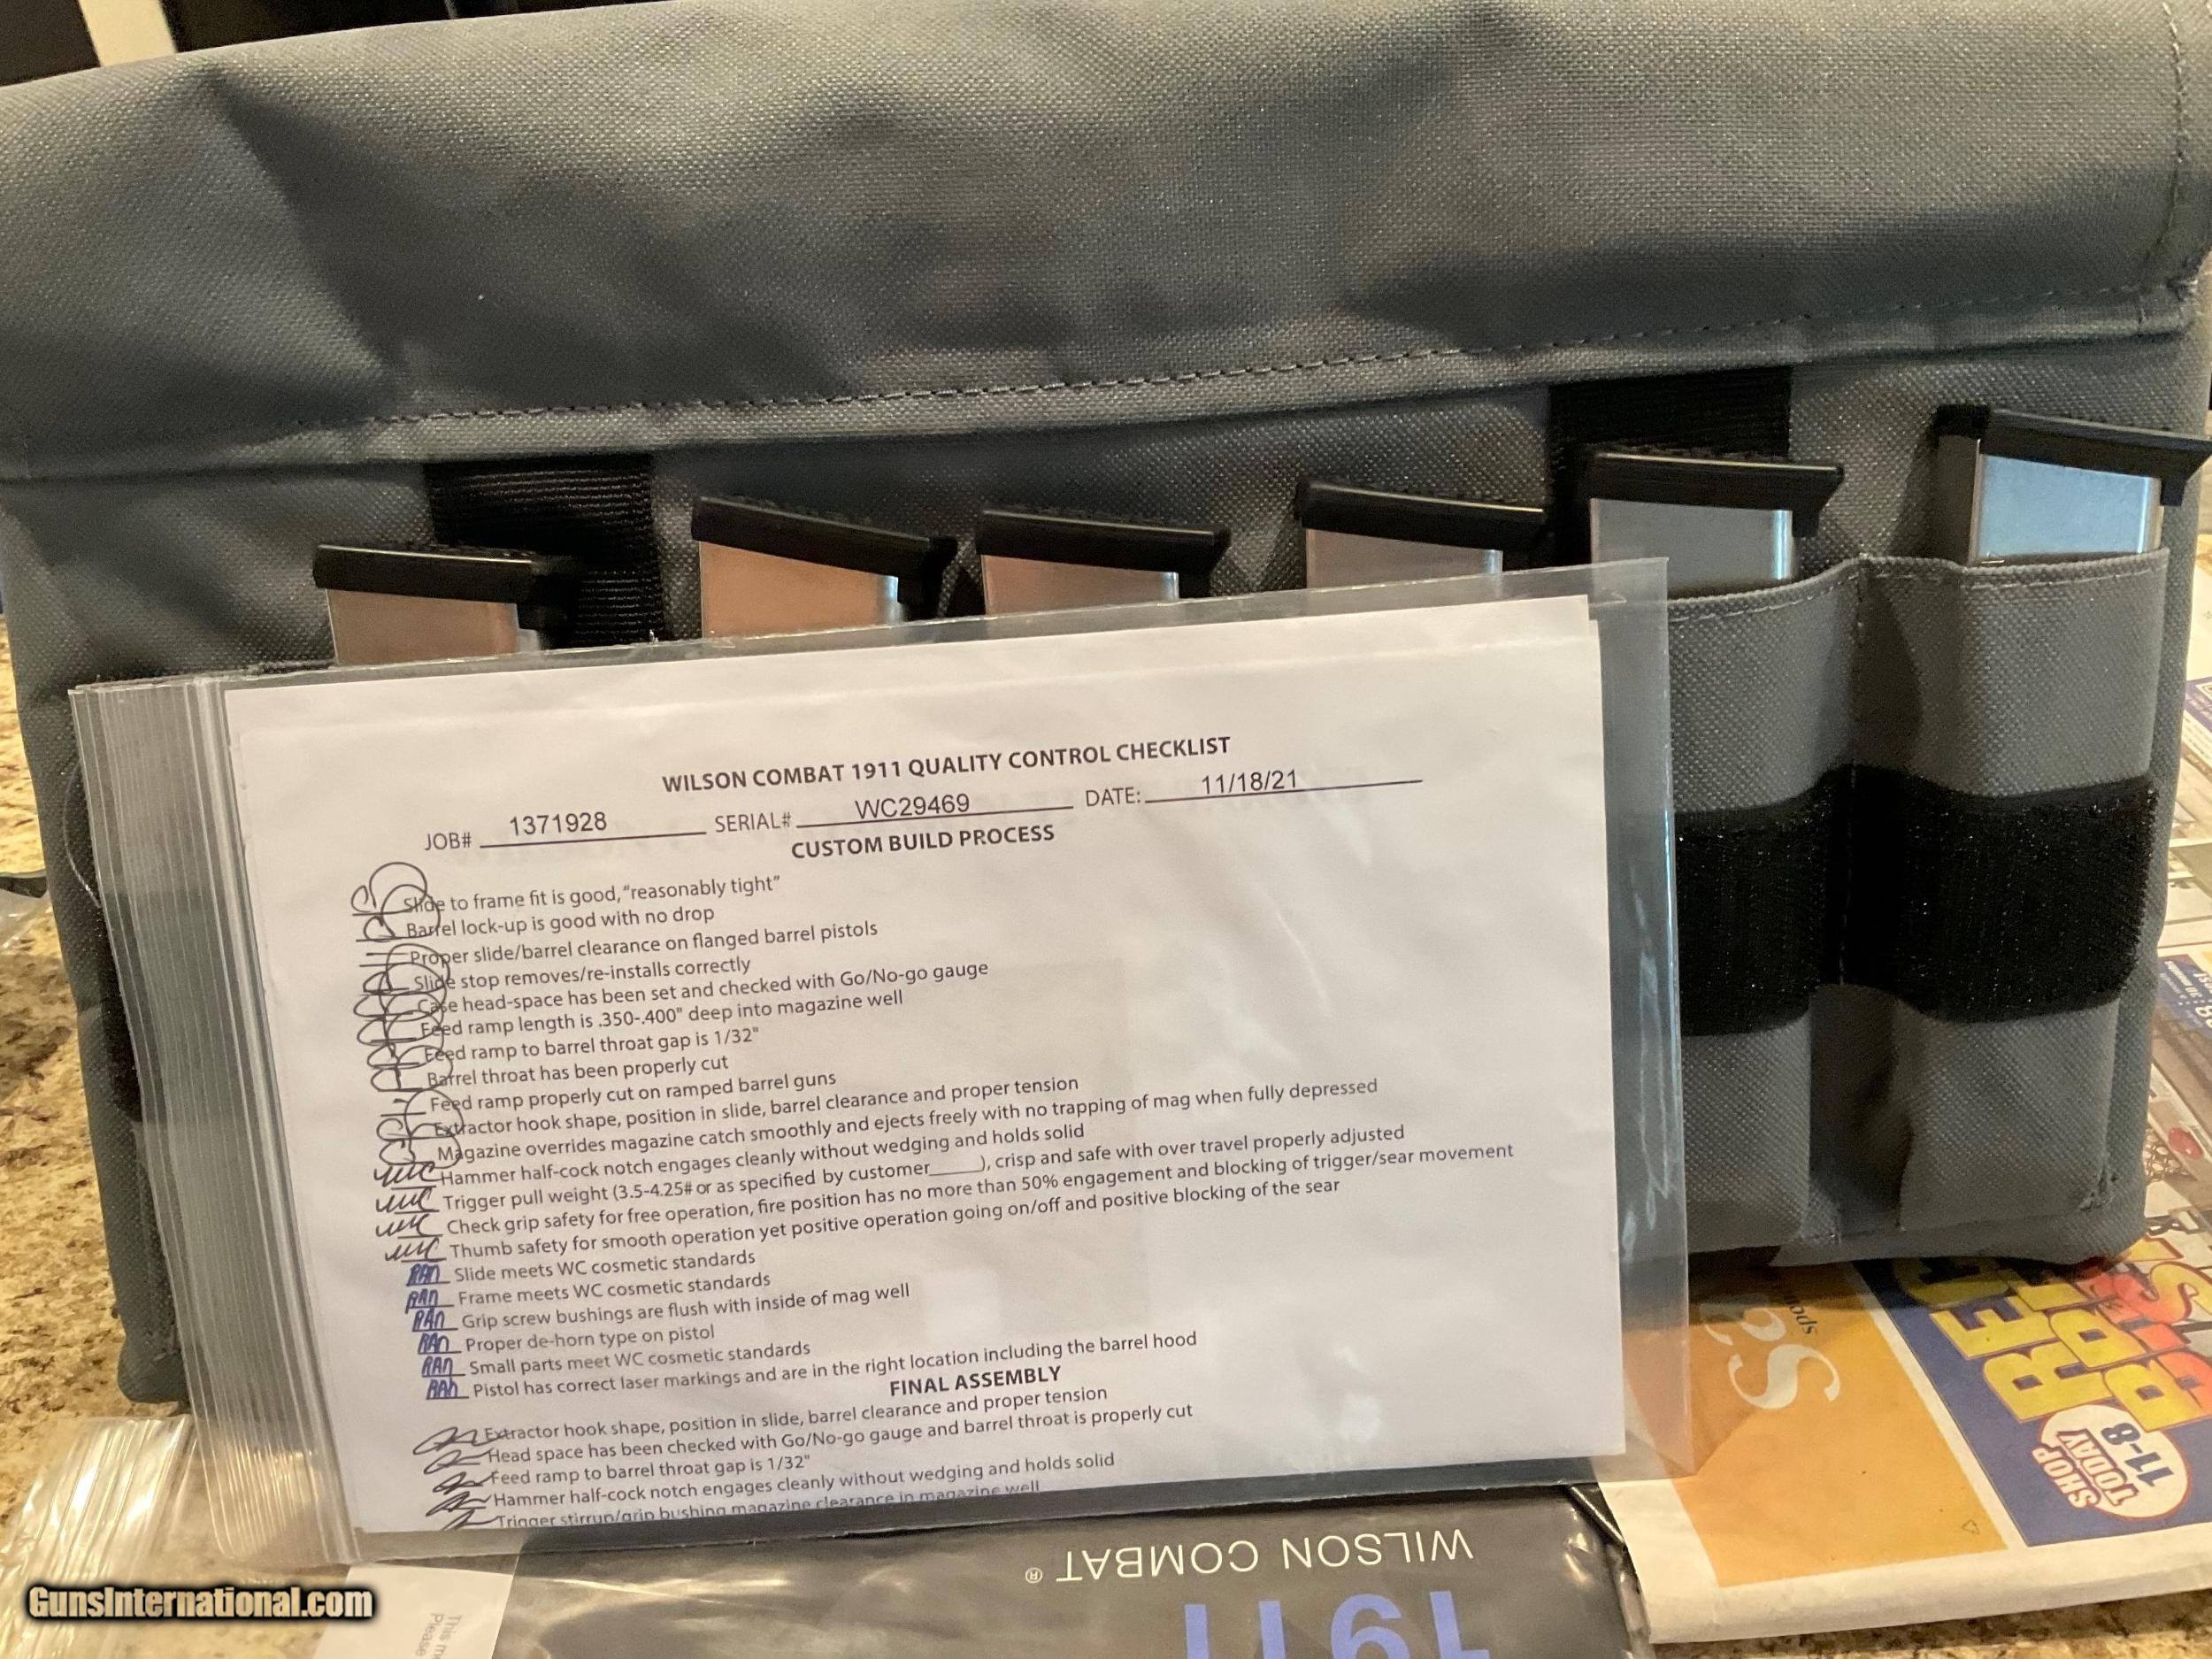 WILSON COMBAT 1911 QUALITY CONTROL CHECKLIST
JOB# 1371928 SERIAL# WC29469 DATE: 11/18/21
CUSTOM BUILD PROCESS
Slide to frame fit is good, "reasonably tight"
Barrel lock-up is good with no drop
Proper slide/barrel clearance on flanged barrel pistols
Slide stop removes/re-installs correctly
Case head-space has been set and checked with Go/No-go gauge
Feed ramp length is .350-.400" deep into magazine well
Feed ramp to barrel throat gap is 1/32"
Barrel throat has been properly cut
Feed ramp properly cut on ramped barrel guns
Extractor hook shape, position in slide, barrel clearance and proper tension
Magazine overrides magazine catch smoothly and ejects freely with no trapping of mag when fully depressed
Hammer half-cock notch engages cleanly without wedging and holds solid
Trigger pull weight (3.5-4.25# or as specified by customer_____), crisp and safe with over travel properly adjusted
Check grip safety for free operation, fire position has no more than 50% engagement and blocking of trigger/sear movement
Thumb safety for smooth operation yet positive operation going on/off and positive blocking of the sear
RAN Slide meets WC cosmetic standards
RAN Frame meets WC cosmetic standards
RAN Grip screw bushings are flush with inside of mag well
RAN Proper de-horn type on pistol
RAN Small parts meet WC cosmetic standards
RAN Pistol has correct laser markings and are in the right location including the barrel hood
FINAL ASSEMBLY
Extractor hook shape, position in slide, barrel clearance and proper tension
Head space has been checked with Go/No-go gauge and barrel throat is properly cut
Feed ramp to barrel throat gap is 1/32"
Hammer half-cock notch engages cleanly without wedging and holds solid
Trigger stirrup/grip bushing magazine clearance in magazine well
WILSON COMBAT ®
1911
SHOP
TODAY
11-8
This
Please
GunsInternational.com